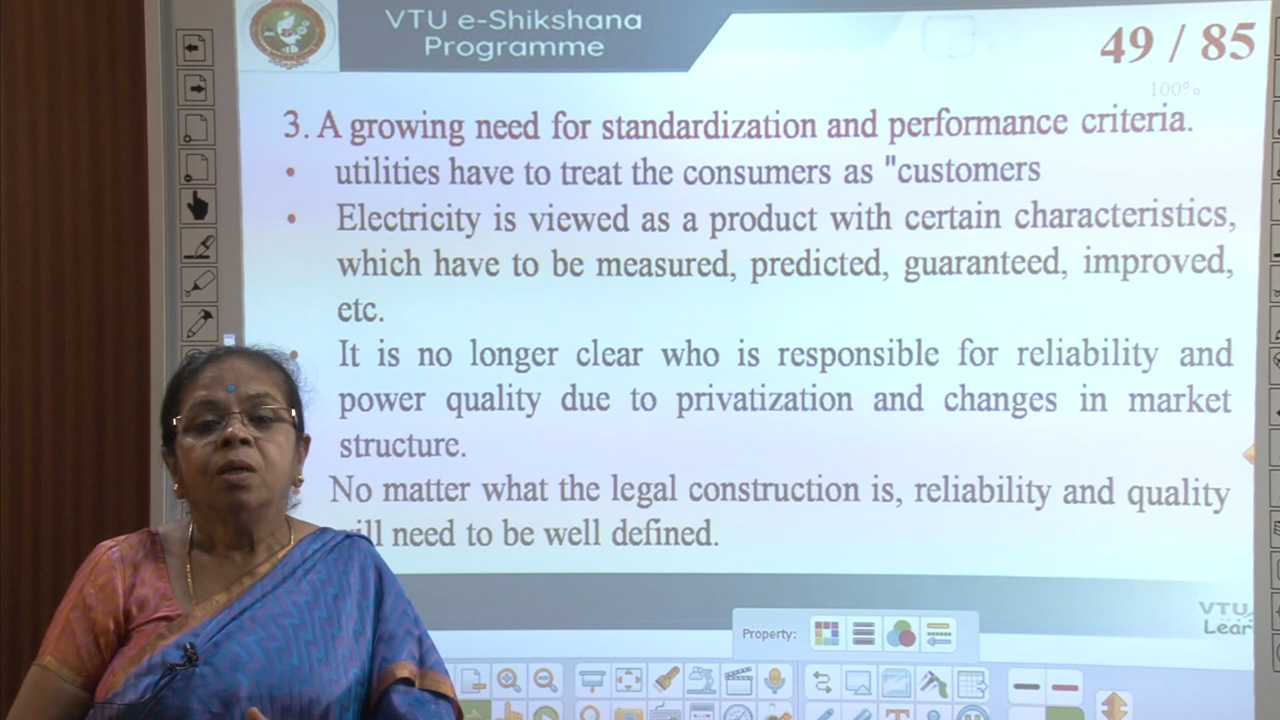 VTU e-Shikshana
Programme
49 / 85
100%
3. A growing need for standardization and performance criteria.
• utilities have to treat the consumers as "customers
• Electricity is viewed as a product with certain characteristics,
which have to be measured, predicted, guaranteed, improved,
etc.
• It is no longer clear who is responsible for reliability and
power quality due to privatization and changes in market
structure.
No matter what the legal construction is, reliability and quality
need to be well defined.
VTU
Lear
Property: